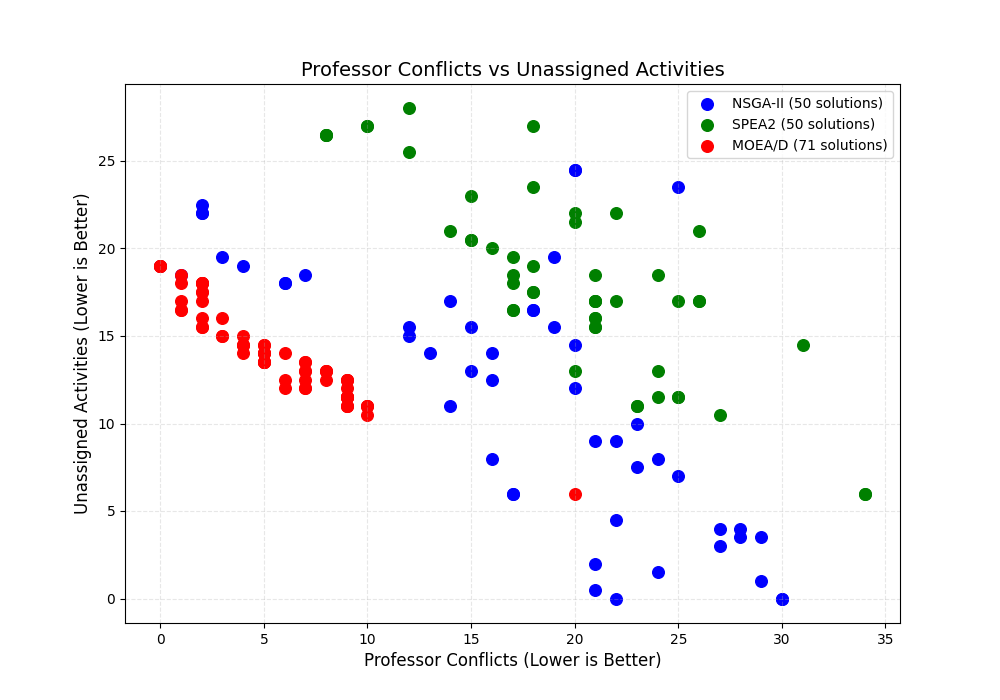 Professor Conflicts vs Unassigned Activities
NSGA-II (50 solutions)
SPEA2 (50 solutions)
MOEA/D (71 solutions)
Unassigned Activities (Lower is Better)
25
20
15
10
5
0
0 5 10 15 20 25 30 35
Professor Conflicts (Lower is Better)